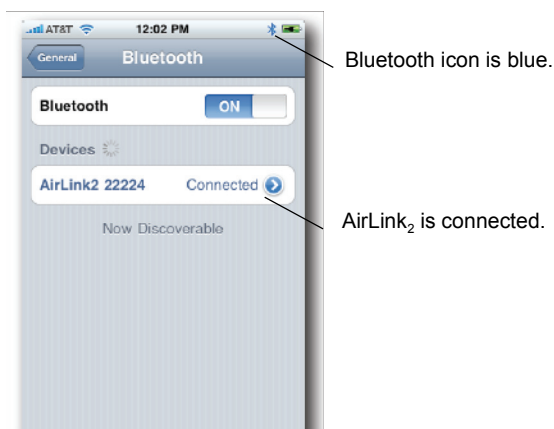 AT&T 12:02 PM
General Bluetooth
Bluetooth ON
Devices
AirLink2 22224 Connected
Now Discoverable
Bluetooth icon is blue.
AirLink₂ is connected.